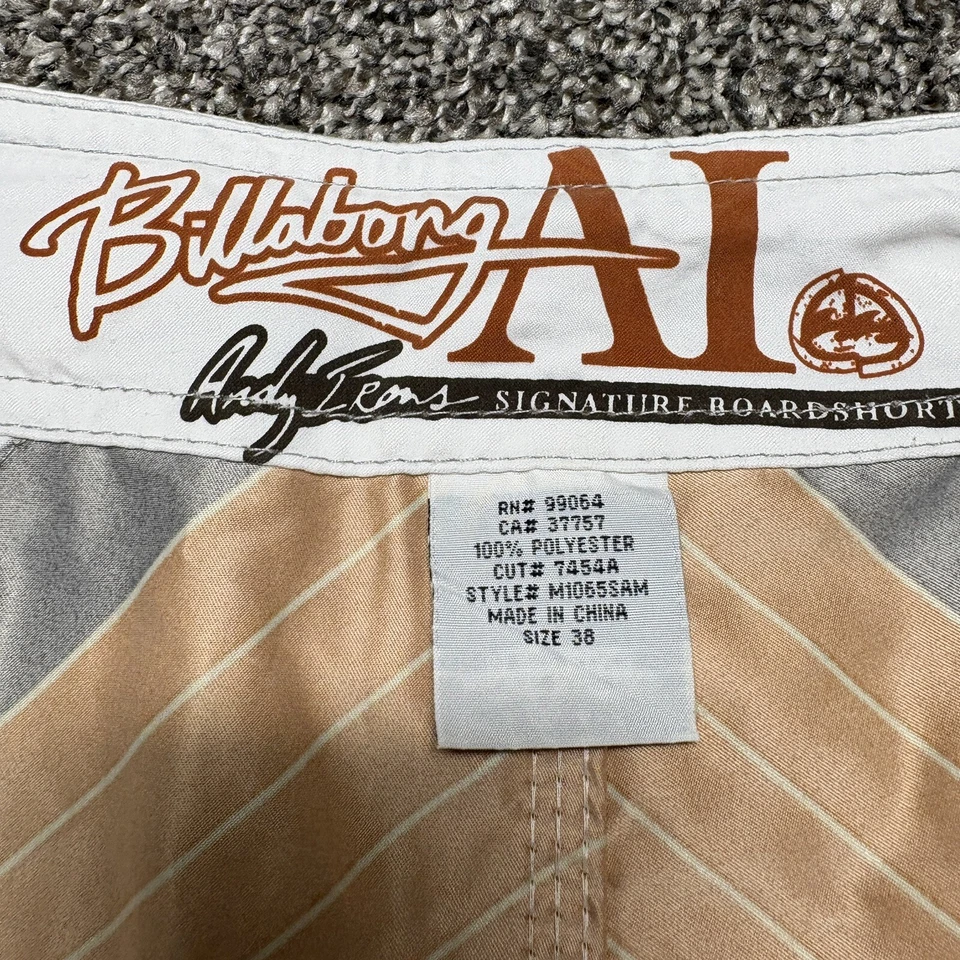 Billabong AI
Andy Irons SIGNATURE BOARDSHORT
RN# 99064
CA# 37757
100% POLYESTER
CUT# 7454A
STYLE# M1065SAM
MADE IN CHINA
SIZE 38